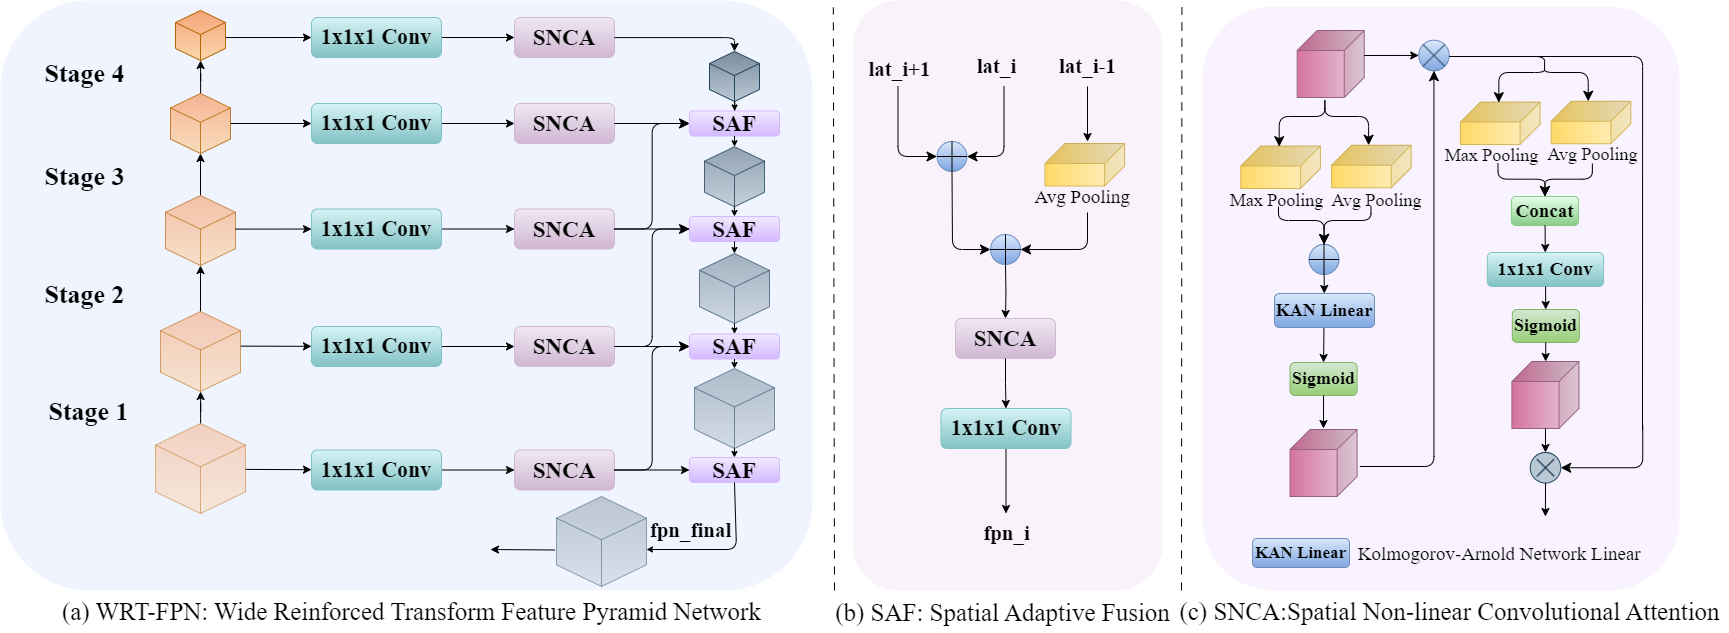 1x1x1 Conv
SNCA
Stage 4
1x1x1 Conv
SNCA
SAF
Stage 3
1x1x1 Conv
SNCA
SAF
Stage 2
1x1x1 Conv
SNCA
SAF
Stage 1
1x1x1 Conv
SNCA
SAF
fpn_final
(a) WRT-FPN: Wide Reinforced Transform Feature Pyramid Network
lat_i+1
lat_i
lat_i-1
Avg Pooling
SNCA
1x1x1 Conv
fpn_i
(b) SAF: Spatial Adaptive Fusion
Max Pooling
Avg Pooling
KAN Linear
Sigmoid
Max Pooling
Avg Pooling
Concat
1x1x1 Conv
Sigmoid
KAN Linear
Kolmogorov-Arnold Network Linear
(c) SNCA:Spatial Non-linear Convolutional Attention